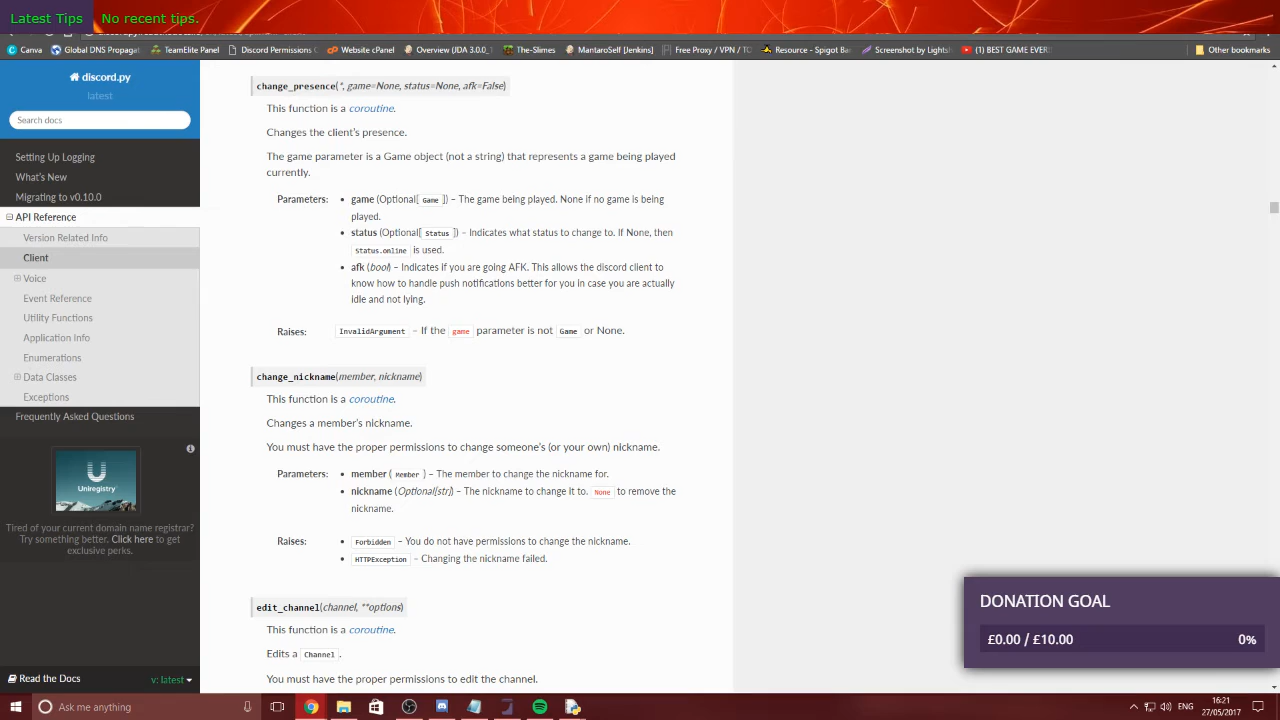 Latest Tips No recent tips.
Canva Global DNS Propagat TeamElite Panel Discord Permissions C Website cPanel Overview (JDA 3.0.0_ The-Slimes MantaroSelf [Jenkins] Free Proxy / VPN / TO Resource - Spigot Ban Screenshot by Lights (1) BEST GAME EVER! Other bookmarks
discord.py
latest
Search docs
Setting Up Logging
What's New
Migrating to v0.10.0
API Reference
Version Related Info
Client
Voice
Event Reference
Utility Functions
Application Info
Enumerations
Data Classes
Exceptions
Frequently Asked Questions
Uniregistry
Tired of your current domain name registrar?
Try something better. Click here to get
exclusive perks.
Read the Docs v: latest
change_presence(*, game=None, status=None, afk=False)
This function is a coroutine.
Changes the client's presence.
The game parameter is a Game object (not a string) that represents a game being played
currently.
Parameters: • game (Optional[ Game ]) – The game being played. None if no game is being
played.
• status (Optional[ Status ]) – Indicates what status to change to. If None, then
Status.online is used.
• afk (bool) – Indicates if you are going AFK. This allows the discord client to
know how to handle push notifications better for you in case you are actually
idle and not lying.
Raises: InvalidArgument – If the game parameter is not Game or None.
change_nickname(member, nickname)
This function is a coroutine.
Changes a member's nickname.
You must have the proper permissions to change someone's (or your own) nickname.
Parameters: • member ( Member ) – The member to change the nickname for.
• nickname (Optional[str]) – The nickname to change it to. None to remove the
nickname.
Raises: • Forbidden – You do not have permissions to change the nickname.
• HTTPException – Changing the nickname failed.
edit_channel(channel, **options)
This function is a coroutine.
Edits a Channel.
You must have the proper permissions to edit the channel.
DONATION GOAL
£0.00 / £10.00 0%
Ask me anything
ENG
16:21
27/05/2017